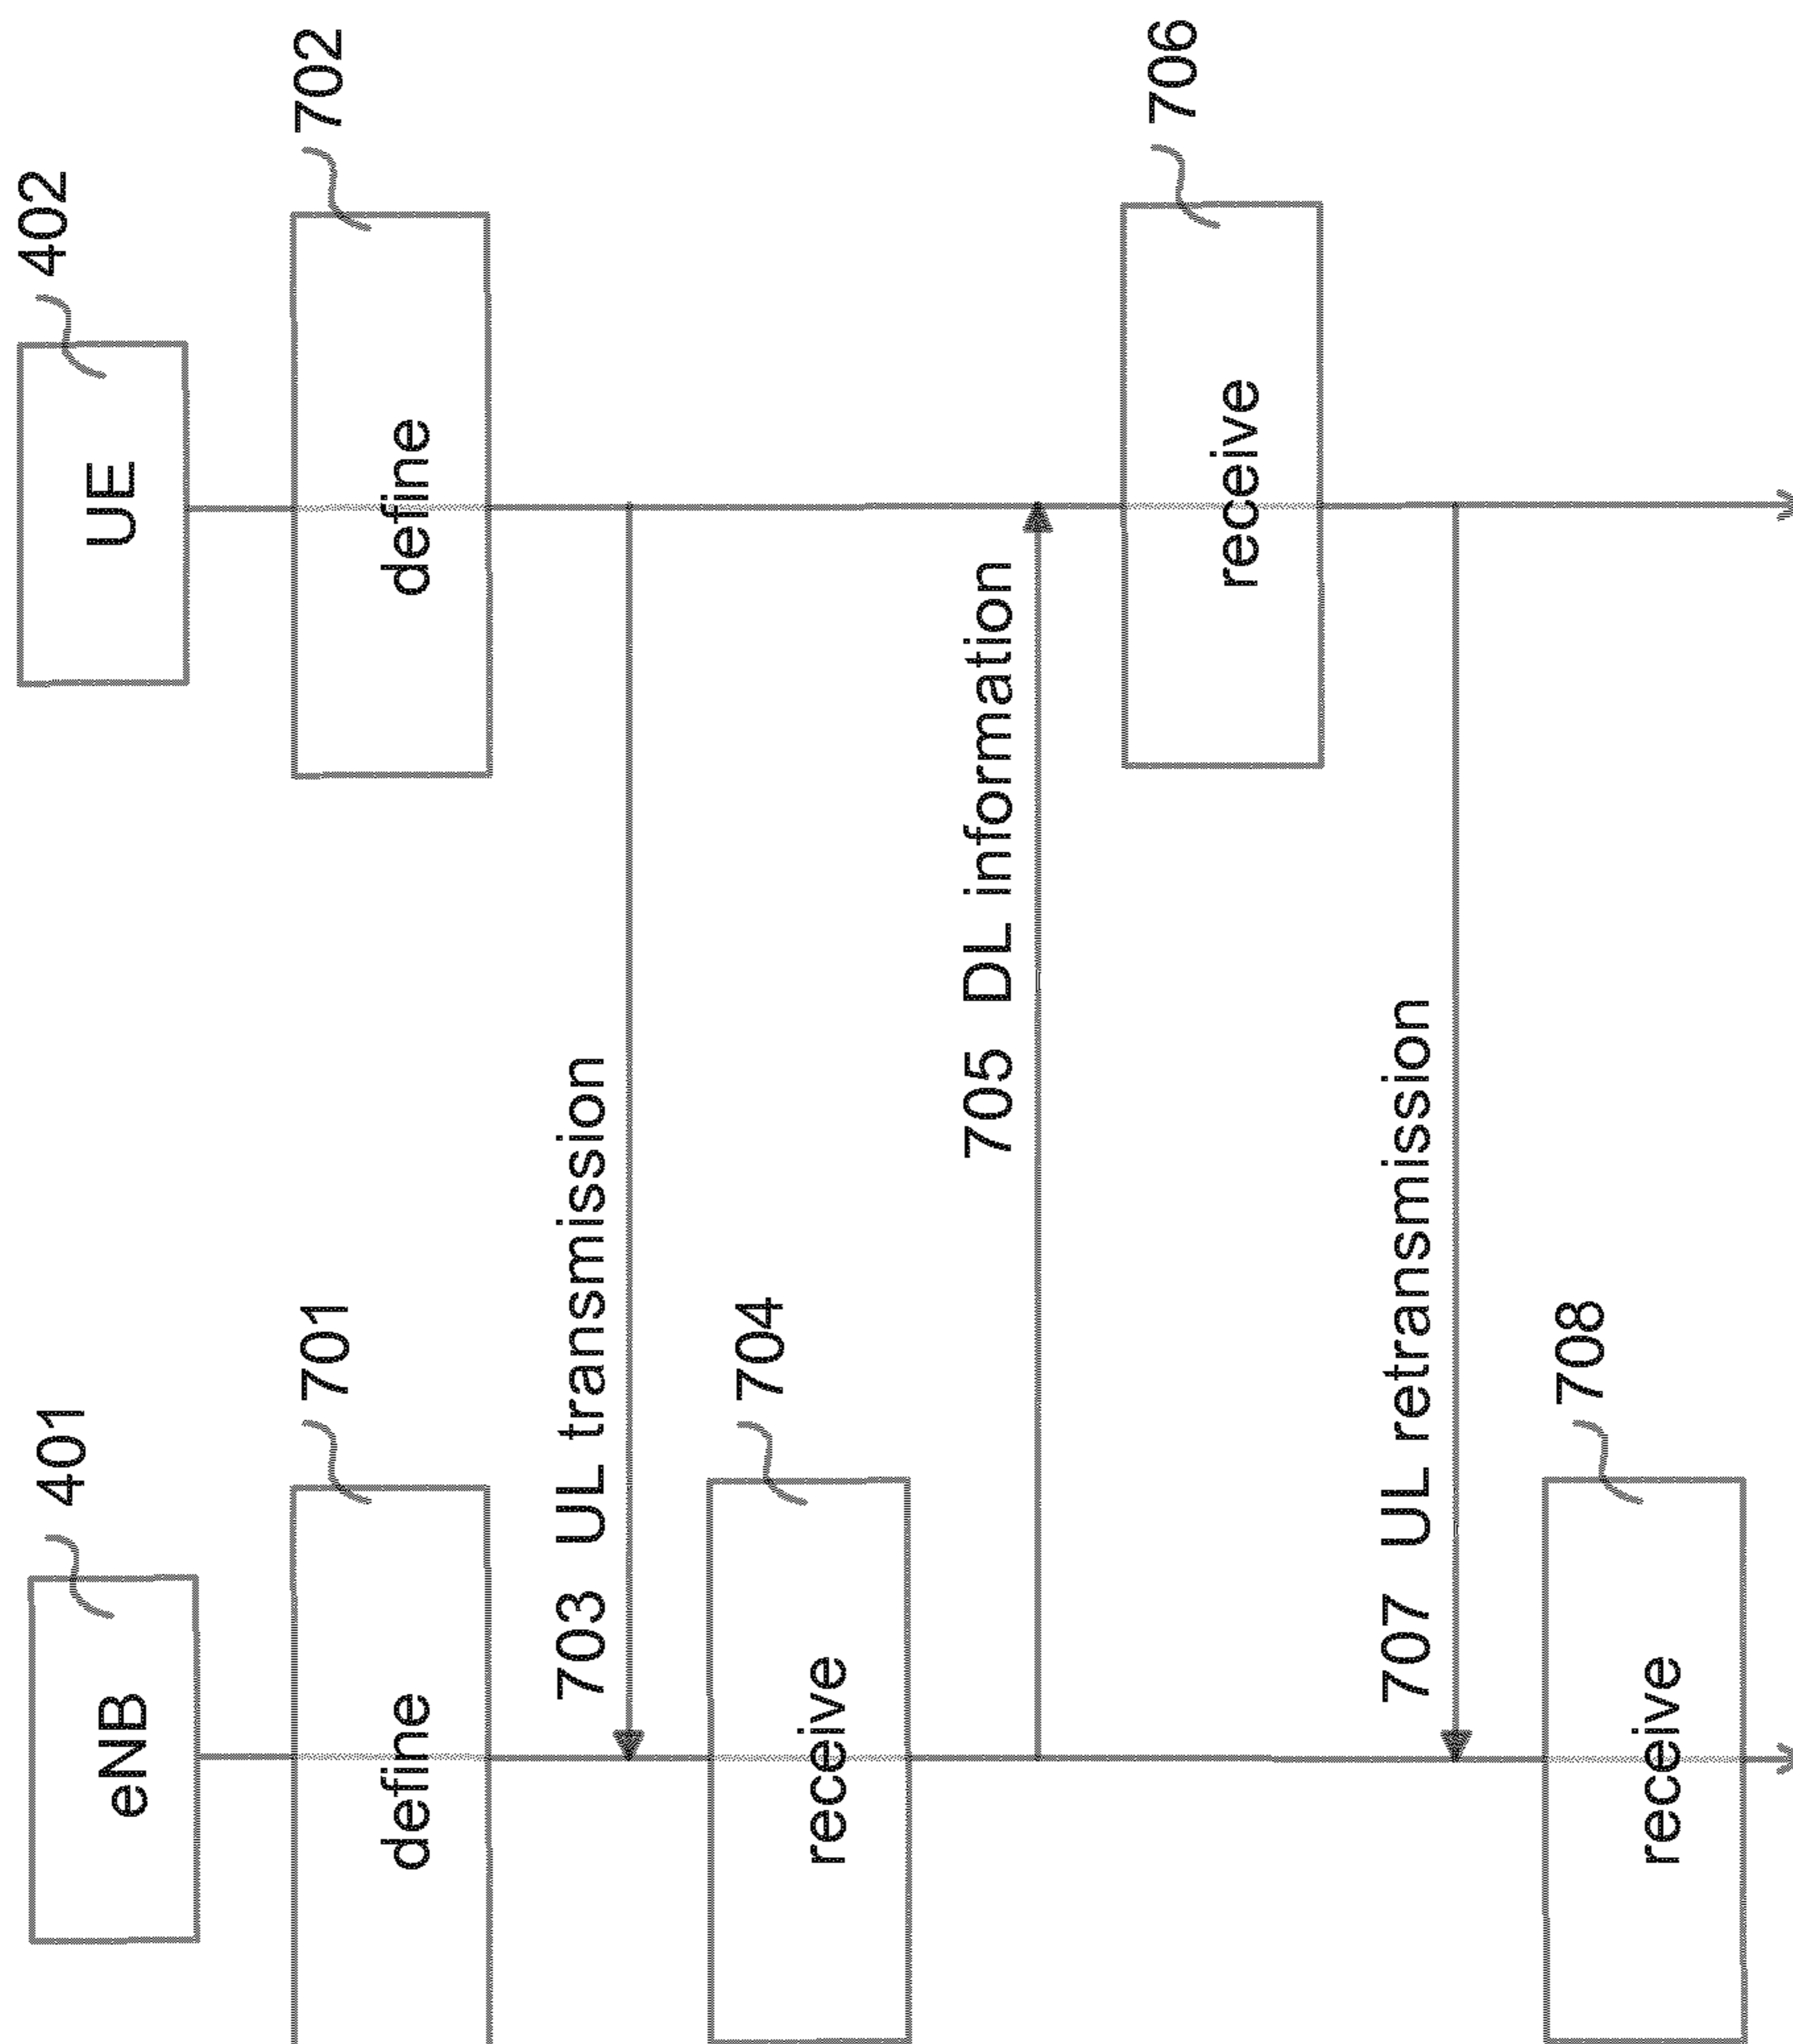 eNB
401
UE
402
define
701
define
702
703 UL transmission
receive
704
705 DL information
receive
706
707 UL retransmission
receive
708